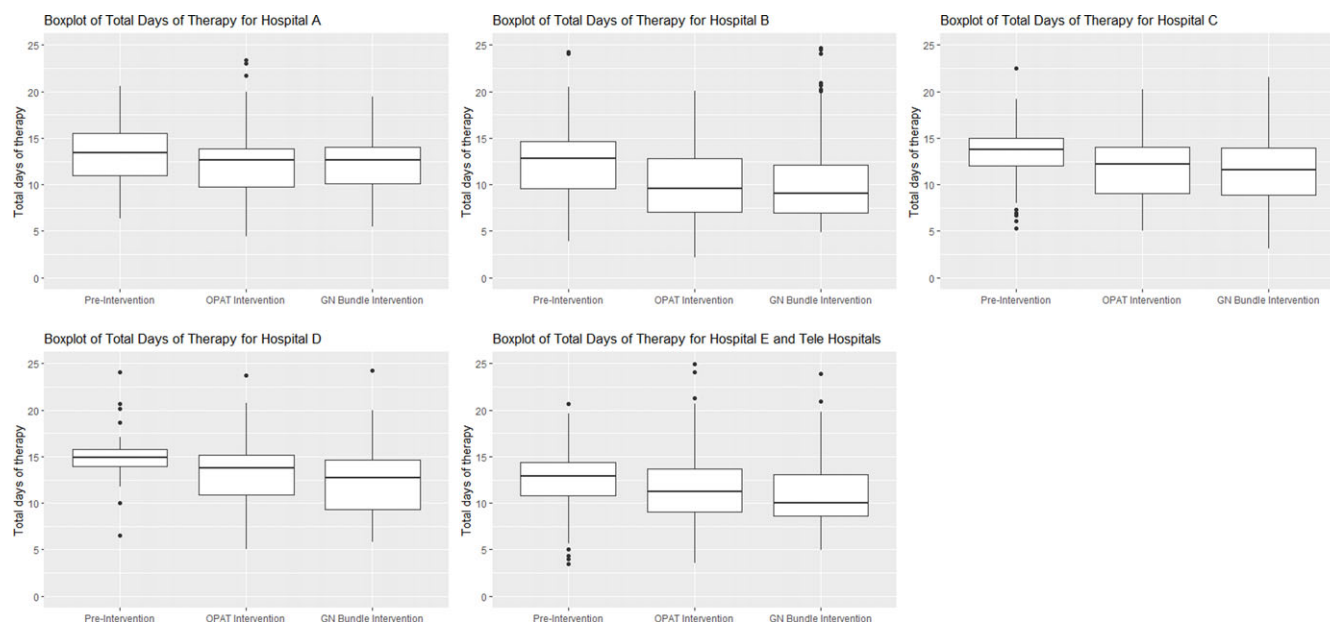 Boxplot of Total Days of Therapy for Hospital A
Total days of therapy
25
20
15
10
5
0
Pre-Intervention OPAT Intervention GN Bundle Intervention
Boxplot of Total Days of Therapy for Hospital B
Total days of therapy
25
20
15
10
5
0
Pre-Intervention OPAT Intervention GN Bundle Intervention
Boxplot of Total Days of Therapy for Hospital C
Total days of therapy
25
20
15
10
5
0
Pre-Intervention OPAT Intervention GN Bundle Intervention
Boxplot of Total Days of Therapy for Hospital D
Total days of therapy
25
20
15
10
5
0
Pre-Intervention OPAT Intervention GN Bundle Intervention
Boxplot of Total Days of Therapy for Hospital E and Tele Hospitals
Total days of therapy
25
20
15
10
5
0
Pre-Intervention OPAT Intervention GN Bundle Intervention